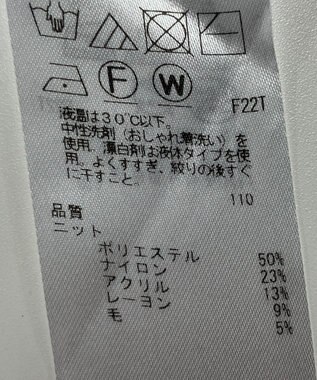 F
W
F22T
液温は30℃以下。
中性洗剤（おしゃれ着洗い）を
使用。漂白剤は液体タイプを使
用。よくすすぎ、絞りの後すぐ
に干すこと。
110
品質
ニット
ポリエステル 50%
ナイロン 23%
アクリル 13%
レーヨン 9%
毛 5%